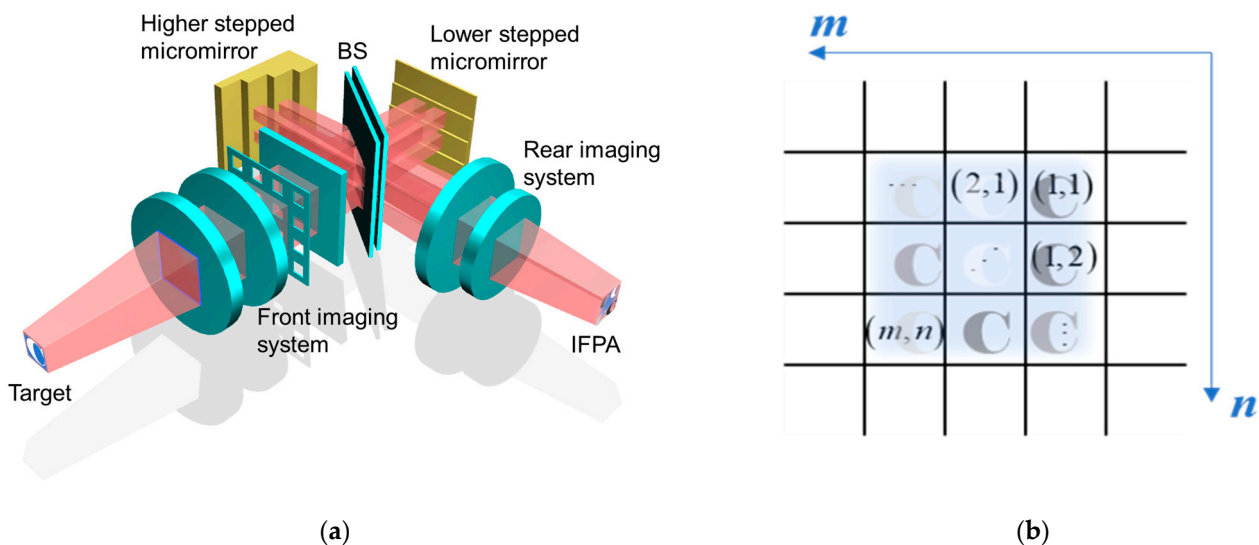 Higher stepped
micromirror
BS
Lower stepped
micromirror
Rear imaging
system
Front imaging
system
IFPA
Target
(a)
m
n
... C
(2,1) C
(1,1) C
C
... C
(1,2) C
(m,n) C
C
⋮ C
(b)